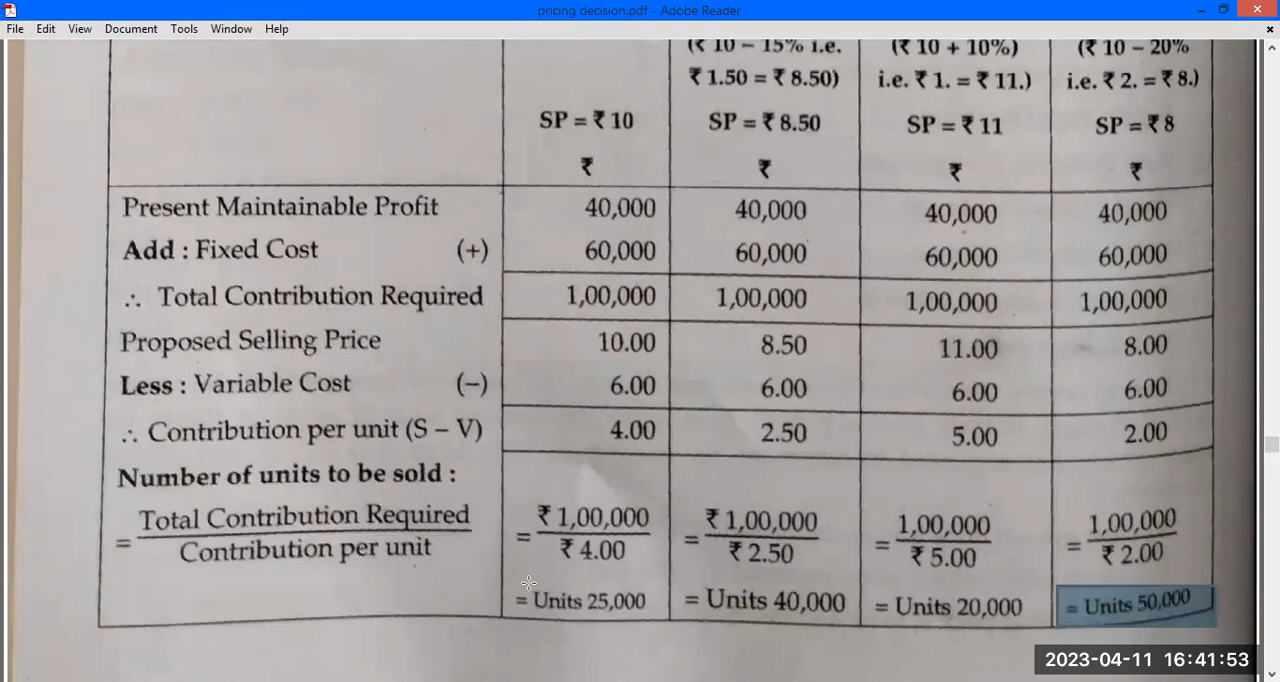 pricing decision.pdf - Adobe Reader
File Edit View Document Tools Window Help
(₹ 10 – 15% i.e. (₹ 10 + 10%) (₹ 10 – 20%
₹ 1.50 = ₹ 8.50) i.e. ₹ 1. = ₹ 11.) i.e. ₹ 2. = ₹ 8.)
SP = ₹ 10 SP = ₹ 8.50 SP = ₹ 11 SP = ₹ 8
₹ ₹ ₹ ₹
Present Maintainable Profit 40,000 40,000 40,000 40,000
Add : Fixed Cost (+) 60,000 60,000 60,000 60,000
∴ Total Contribution Required 1,00,000 1,00,000 1,00,000 1,00,000
Proposed Selling Price 10.00 8.50 11.00 8.00
Less : Variable Cost (–) 6.00 6.00 6.00 6.00
∴ Contribution per unit (S – V) 4.00 2.50 5.00 2.00
Number of units to be sold :
Total Contribution Required ₹ 1,00,000 ₹ 1,00,000 1,00,000 1,00,000
= = = = =
Contribution per unit ₹ 4.00 ₹ 2.50 ₹ 5.00 ₹ 2.00
= Units 25,000 = Units 40,000 = Units 20,000 = Units 50,000
2023-04-11 16:41:53